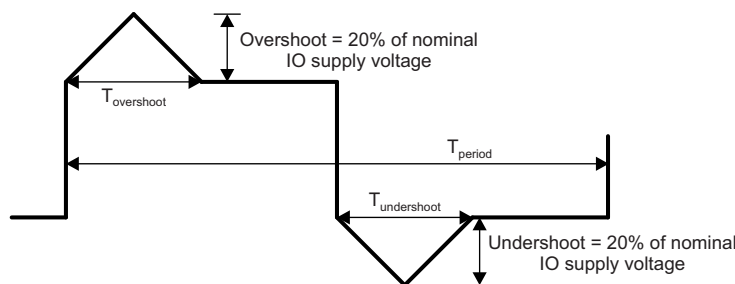 Overshoot = 20% of nominal
IO supply voltage
Tovershoot
Tperiod
Tundershoot
Undershoot = 20% of nominal
IO supply voltage